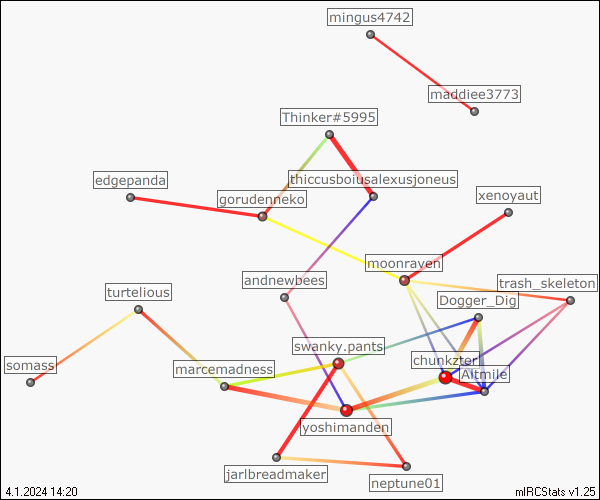 mingus4742
maddiee3773
Thinker#5995
thiccusboiusalexusjoneus
edgepanda
gorudenneko
xenoyaut
moonraven
andnewbees
trash_skeleton
turtelious
Dogger_Dig
swanky.pants
chunkzter
somass
marcemadness
Altmile
yoshimanden
jarlbreadmaker
neptune01
4.1.2024 14:20
mIRCStats v1.25